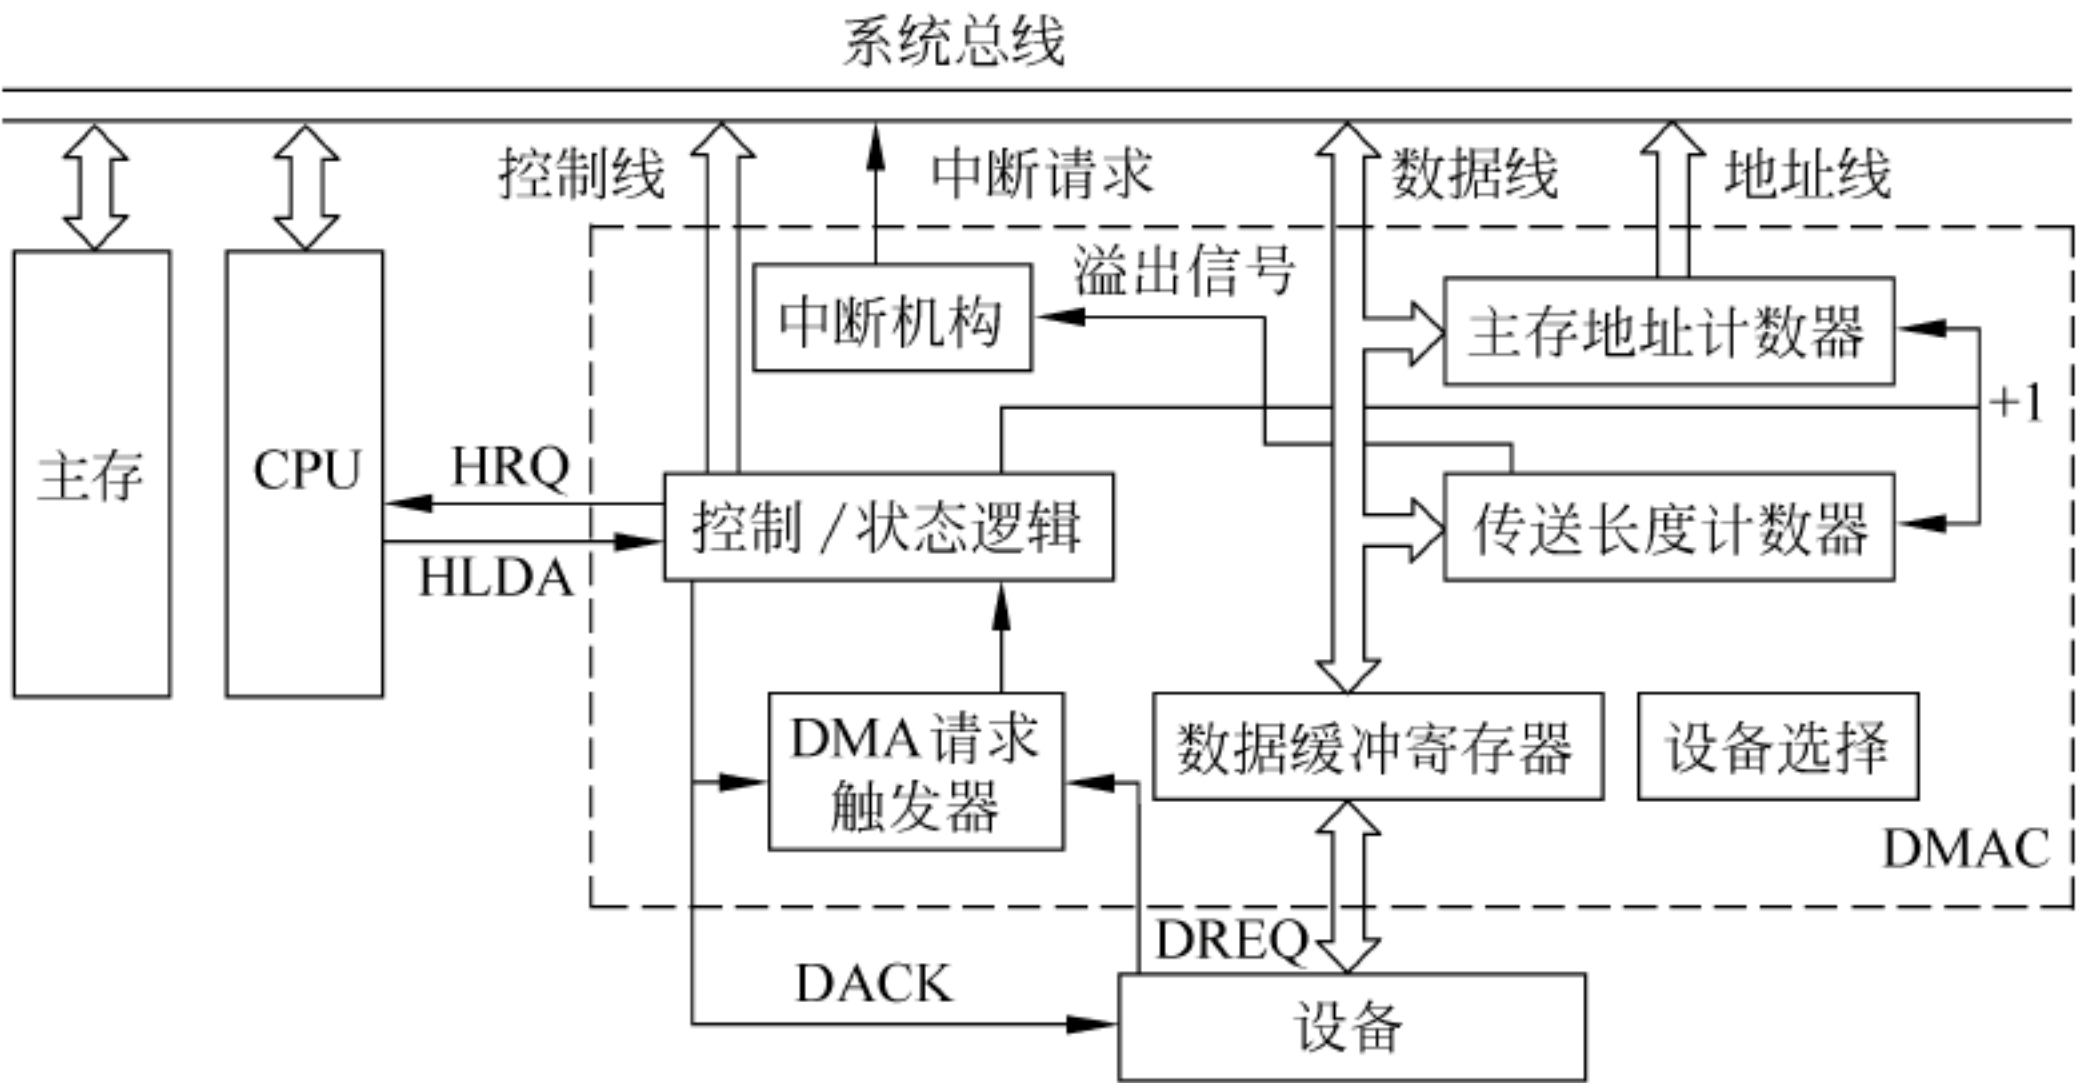 系统总线
控制线
中断请求
数据线
地址线
溢出信号
中断机构
主存地址计数器
+1
主存
CPU
HRQ
HLDA
控制/状态逻辑
传送长度计数器
DMA请求
触发器
数据缓冲寄存器
设备选择
DMAC
DREQ
DACK
设备